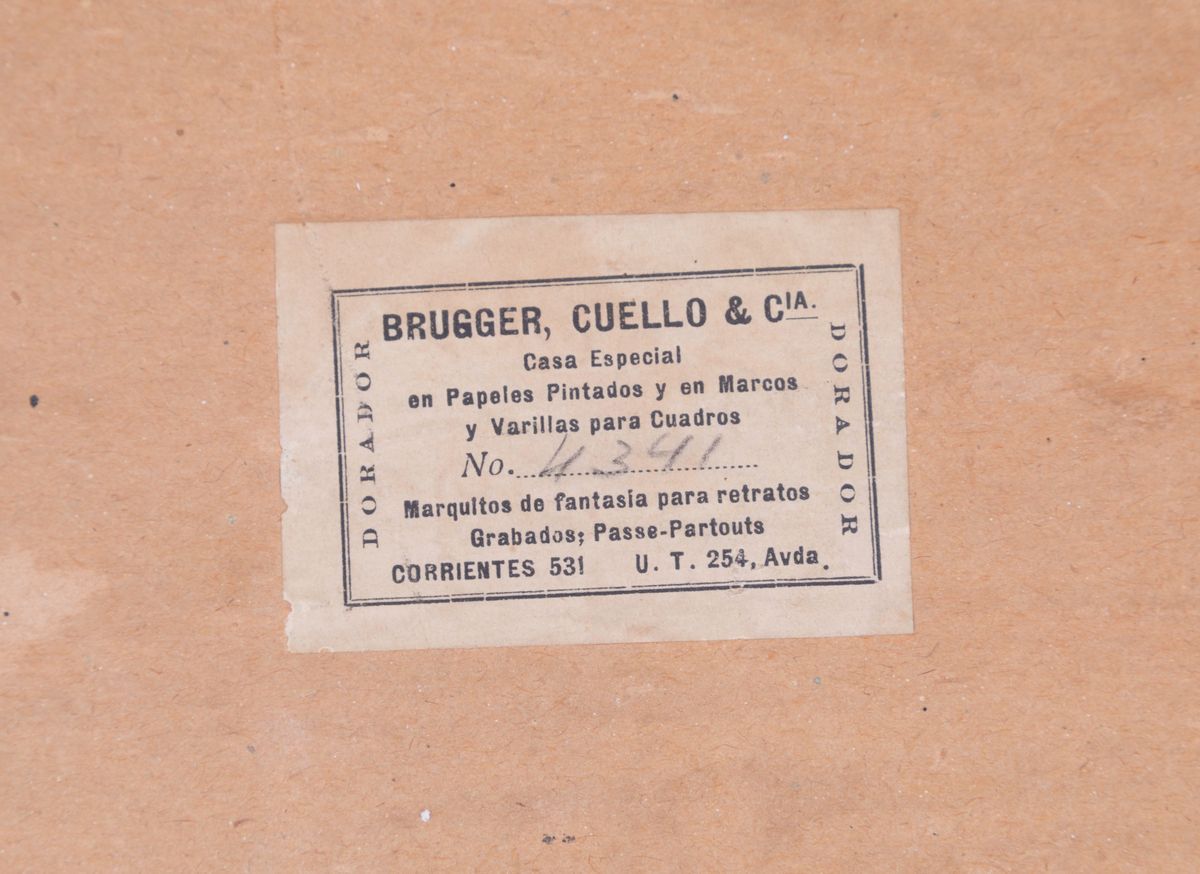 BRUGGER, CUELLO & CIA.
Casa Especial
en Papeles Pintados y en Marcos
y Varillas para Cuadros
No. 4341
Marquitos de fantasía para retratos
Grabados; Passe-Partouts
CORRIENTES 531 U. T. 254, Avda.
DORADOR
DORADOR